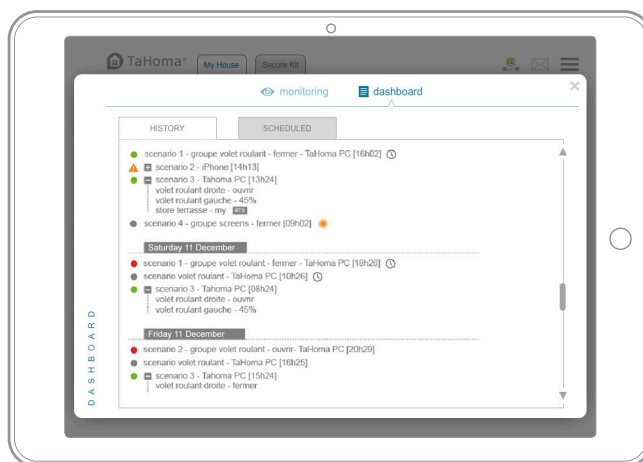 TaHoma®
My House
Secure Kit
monitoring
dashboard
HISTORY
SCHEDULED
scenario 1 - groupe volet roulant - fermer - TaHoma PC [16h02]
scenario 2 - iPhone [14h13]
scenario 3 - Tahoma PC [13h24]
volet roulant droite - ouvrir
volet roulant gauche - 45%
store terrasse - my RTS
scenario 4 - groupe screens - fermer [09h02]
Saturday 11 December
scenario 1 - groupe volet roulant - fermer - TaHoma PC [18h26]
scenario volet roulant - TaHoma PC [10h26]
scenario 3 - Tahoma PC [08h24]
volet roulant droite - ouvrir
volet roulant gauche - 45%
Friday 11 December
scenario 2 - groupe volet roulant - ouvrir- TaHoma PC [20h29]
scenario volet roulant - TaHoma PC [16h25]
scenario 3 - Tahoma PC [15h24]
volet roulant droite - fermer
DASHBOARD